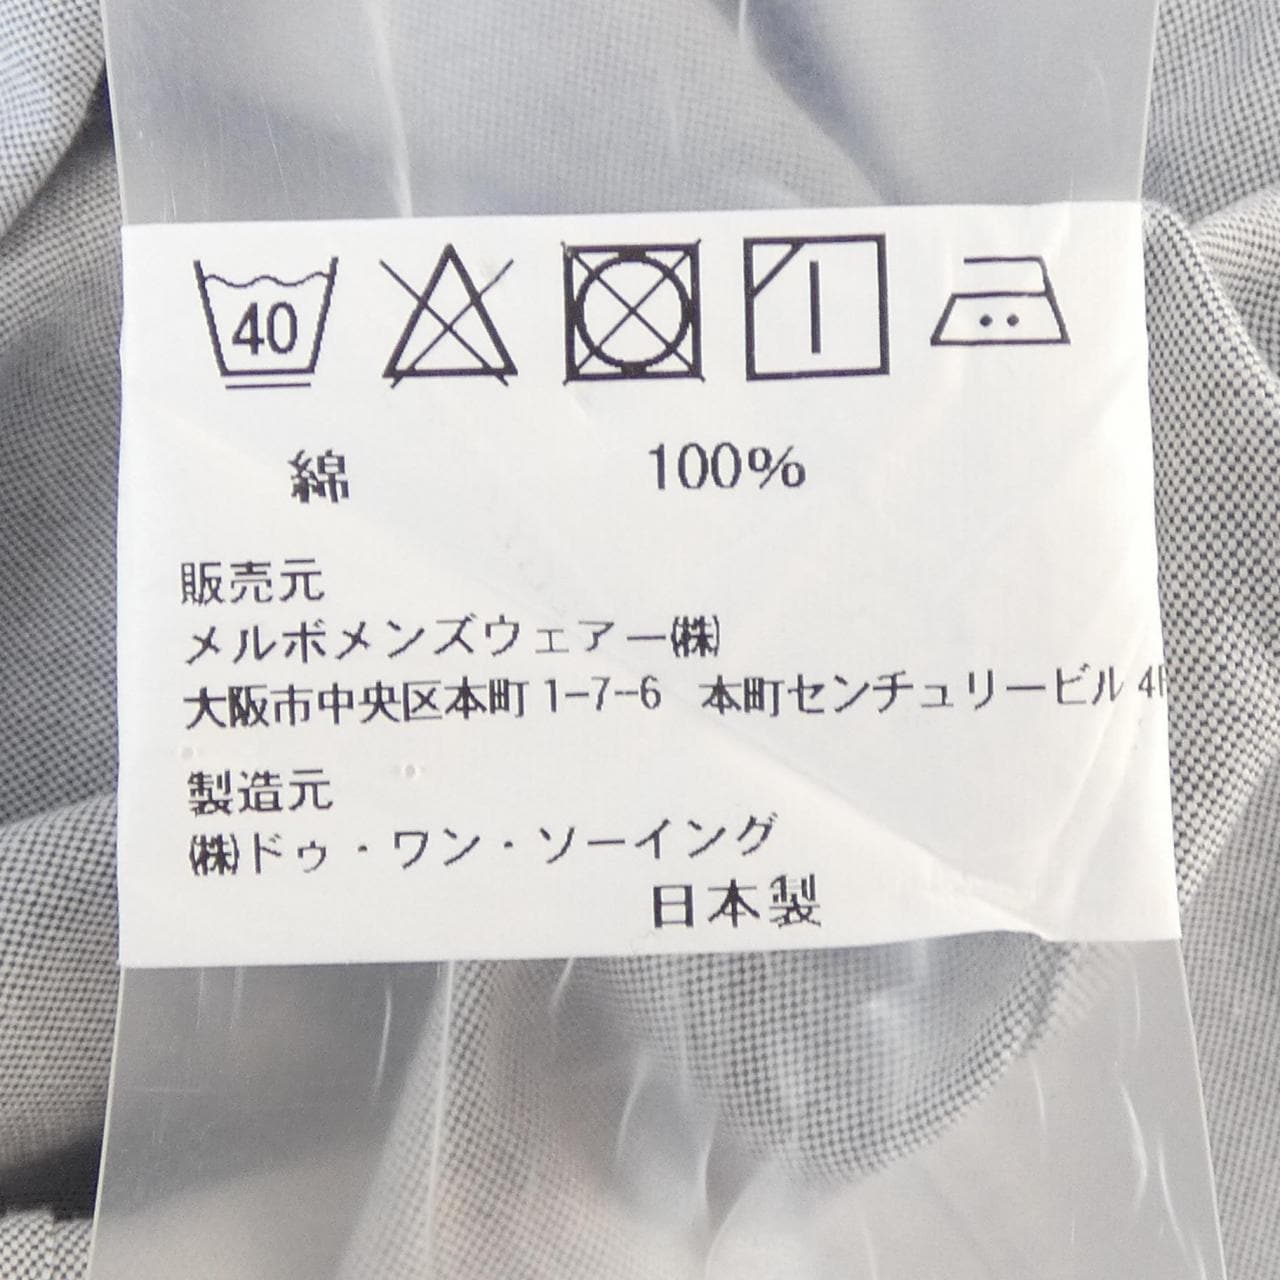 40
綿 100%
販売元
メルボメンズウェアー㈱
大阪市中央区本町1-7-6 本町センチュリービル
製造元
㈱ドゥ・ワン・ソーイング
日本製